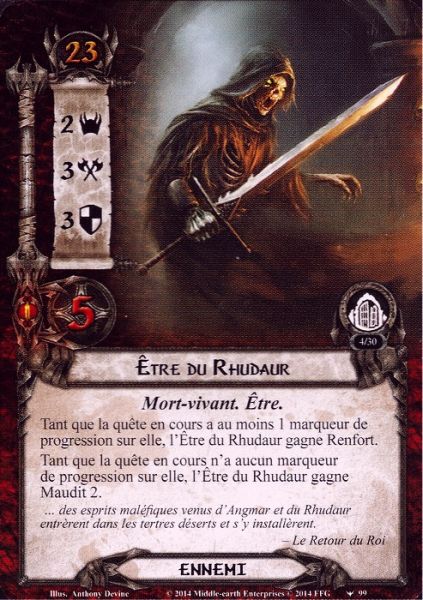 23
2
3
3
5
4/30
Être du Rhudaur
Mort-vivant. Être.
Tant que la quête en cours a au moins 1 marqueur de
progression sur elle, l'Être du Rhudaur gagne Renfort.
Tant que la quête en cours n'a aucun marqueur
de progression sur elle, l'Être du Rhudaur gagne
Maudit 2.
... des esprits maléfiques venus d'Angmar et du Rhudaur
entrèrent dans les tertres déserts et s'y installèrent.
– Le Retour du Roi
ENNEMI
Illus. Anthony Devine © 2014 Middle-earth Enterprises © 2014 FFG 99